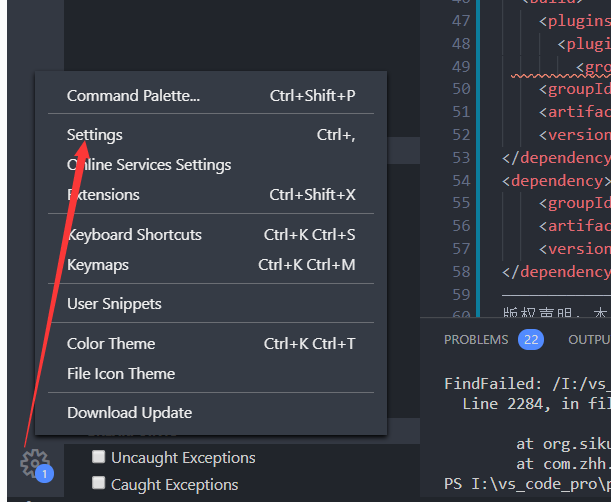 46 <build>
47 <plugins
48 <plugi
49 <gro
50 <groupId
51 <artifac
52 <version
53 </dependency
54 <dependency>
55 <groupId
56 <artifac
57 <version
58 </dependency
59
60 版权声明: 本
Command Palette... Ctrl+Shift+P
Settings Ctrl+,
Online Services Settings
Extensions Ctrl+Shift+X
Keyboard Shortcuts Ctrl+K Ctrl+S
Keymaps Ctrl+K Ctrl+M
User Snippets
Color Theme Ctrl+K Ctrl+T
File Icon Theme
Download Update
Uncaught Exceptions
Caught Exceptions
1
PROBLEMS 22 OUTPU
FindFailed: /I:/vs_
Line 2284, in fil
at org.siku
at com.zhh.
PS I:\vs_code_pro\p